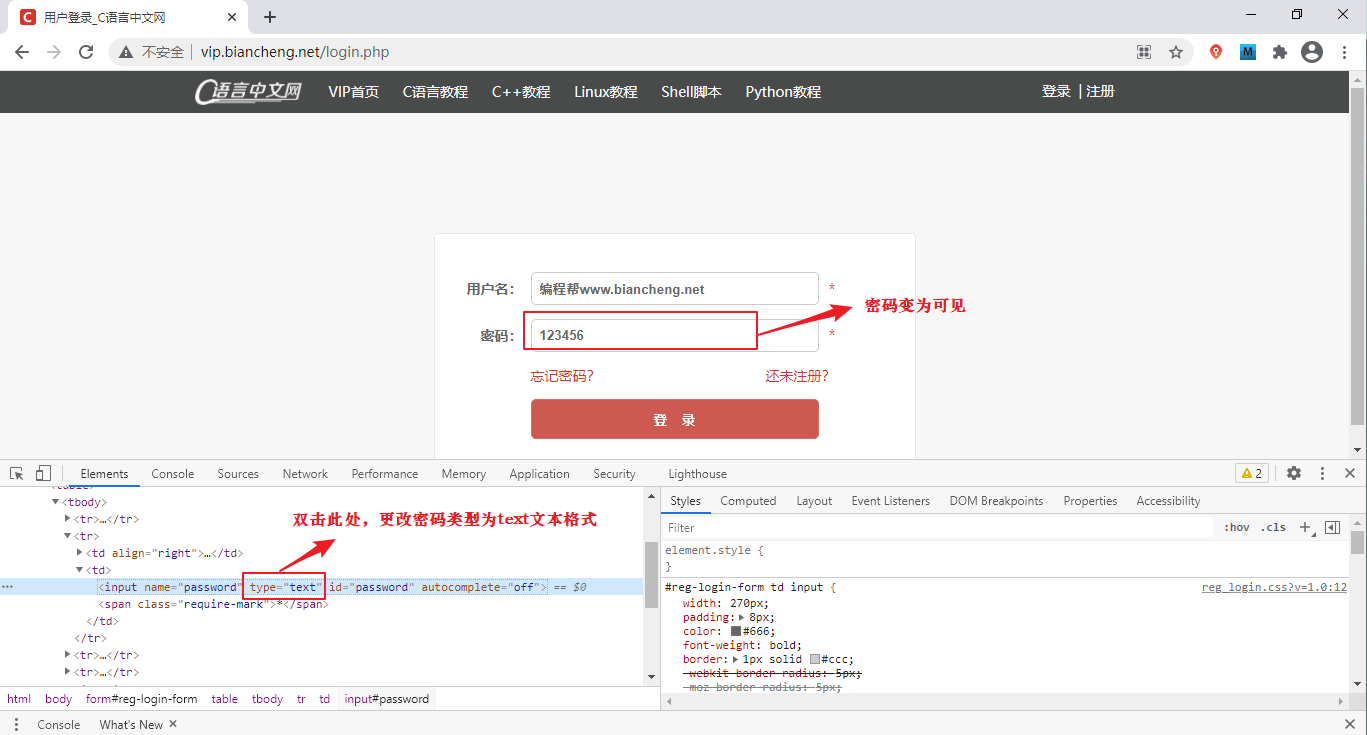 用户登录_C语言中文网
不安全 vip.biancheng.net/login.php
C语言中文网 VIP首页 C语言教程 C++教程 Linux教程 Shell脚本 Python教程 登录 | 注册
用户名： 编程帮www.biancheng.net *
密码变为可见
密码： 123456 *
忘记密码? 还未注册?
登 录
Elements Console Sources Network Performance Memory Application Security Lighthouse 2
▼<tbody>
▶<tr>…</tr>
▼<tr>
▶<td align="right">…</td>
▼<td>
<input name="password" type="text" id="password" autocomplete="off"> == $0
<span class="require-mark">*</span>
</td>
</tr>
▶<tr>…</tr>
▶<tr>…</tr>
双击此处，更改密码类型为text文本格式
html body form#reg-login-form table tbody tr td input#password
Styles Computed Layout Event Listeners DOM Breakpoints Properties Accessibility
Filter :hov .cls +
element.style {
}
#reg-login-form td input { reg_login.css?v=1.0:12
width: 270px;
padding:▶8px;
color: #666;
font-weight: bold;
border:▶1px solid #ccc;
-webkit-border-radius: 5px;
-moz-border-radius: 5px;
Console What's New